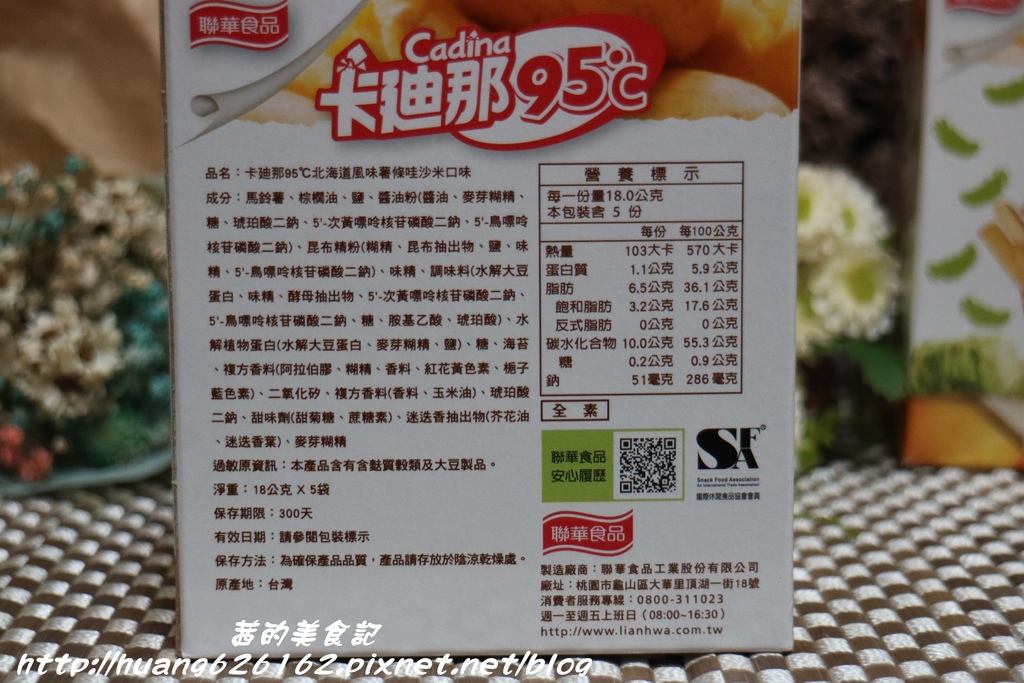 聯華食品
Cadina
卡迪那95℃
品名：卡迪那95℃北海道風味薯條哇沙米口味
成分：馬鈴薯、棕櫚油、鹽、醬油粉(醬油、麥芽糊精、
糖、琥珀酸二鈉、5'-次黃嘌呤核苷磷酸二鈉、5'-鳥嘌呤
核苷磷酸二鈉)、昆布精粉(糊精、昆布抽出物、鹽、味
精、5'-鳥嘌呤核苷磷酸二鈉)、味精、調味料(水解大豆
蛋白、味精、酵母抽出物、5'-次黃嘌呤核苷磷酸二鈉、
5'-鳥嘌呤核苷磷酸二鈉、糖、胺基乙酸、琥珀酸)、水
解植物蛋白(水解大豆蛋白、麥芽糊精、鹽)、糖、海苔
、複方香料(阿拉伯膠、糊精、香料、紅花黃色素、梔子
藍色素)、二氧化矽、複方香料(香料、玉米油)、琥珀酸
二鈉、甜味劑(甜菊糖、蔗糖素)、迷迭香抽出物(芥花油
、迷迭香葉)、麥芽糊精
過敏原資訊：本產品含有含麩質穀類及大豆製品。
淨重：18公克 X 5袋
保存期限：300天
有效日期：請參閱包裝標示
保存方法：為確保產品品質，產品請存放於陰涼乾燥處。
原產地：台灣
營養標示
每一份量18.0公克
本包裝含 5 份
每份 每100公克
熱量 103大卡 570大卡
蛋白質 1.1公克 5.9公克
脂肪 6.5公克 36.1公克
飽和脂肪 3.2公克 17.6公克
反式脂肪 0公克 0公克
碳水化合物 10.0公克 55.3公克
糖 0.2公克 0.9公克
鈉 51毫克 286毫克
全素
聯華食品
安心履歷
SFA®
Snack Food Association
An International Trade Association
國際休閒食品協會會員
聯華食品
製造廠商：聯華食品工業股份有限公司
廠址：桃園市龜山區大華里頂湖一街18號
消費者服務專線：0800-311023
週一至週五上班日（08:00~16:30）
http://www.lianhwa.com.tw
茜的美食記
http://huang626162.pixnet.net/blog